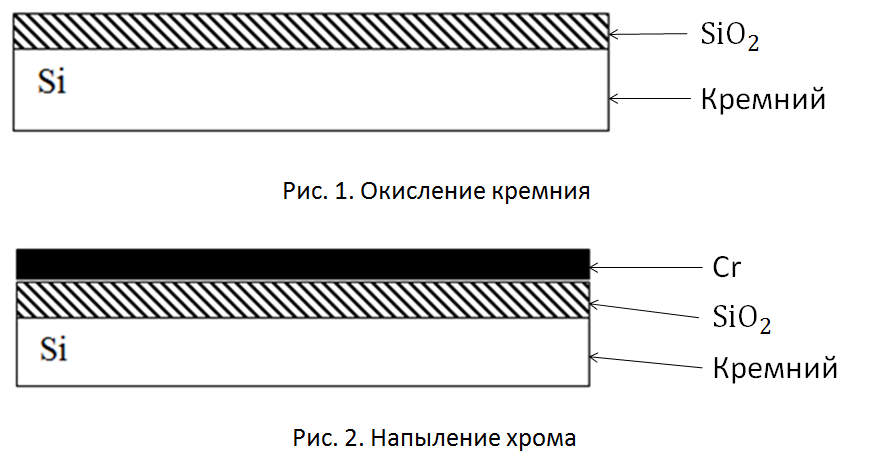 SiO₂
Si
Кремний
Рис. 1. Окисление кремния
Cr
SiO₂
Si
Кремний
Рис. 2. Напыление хрома